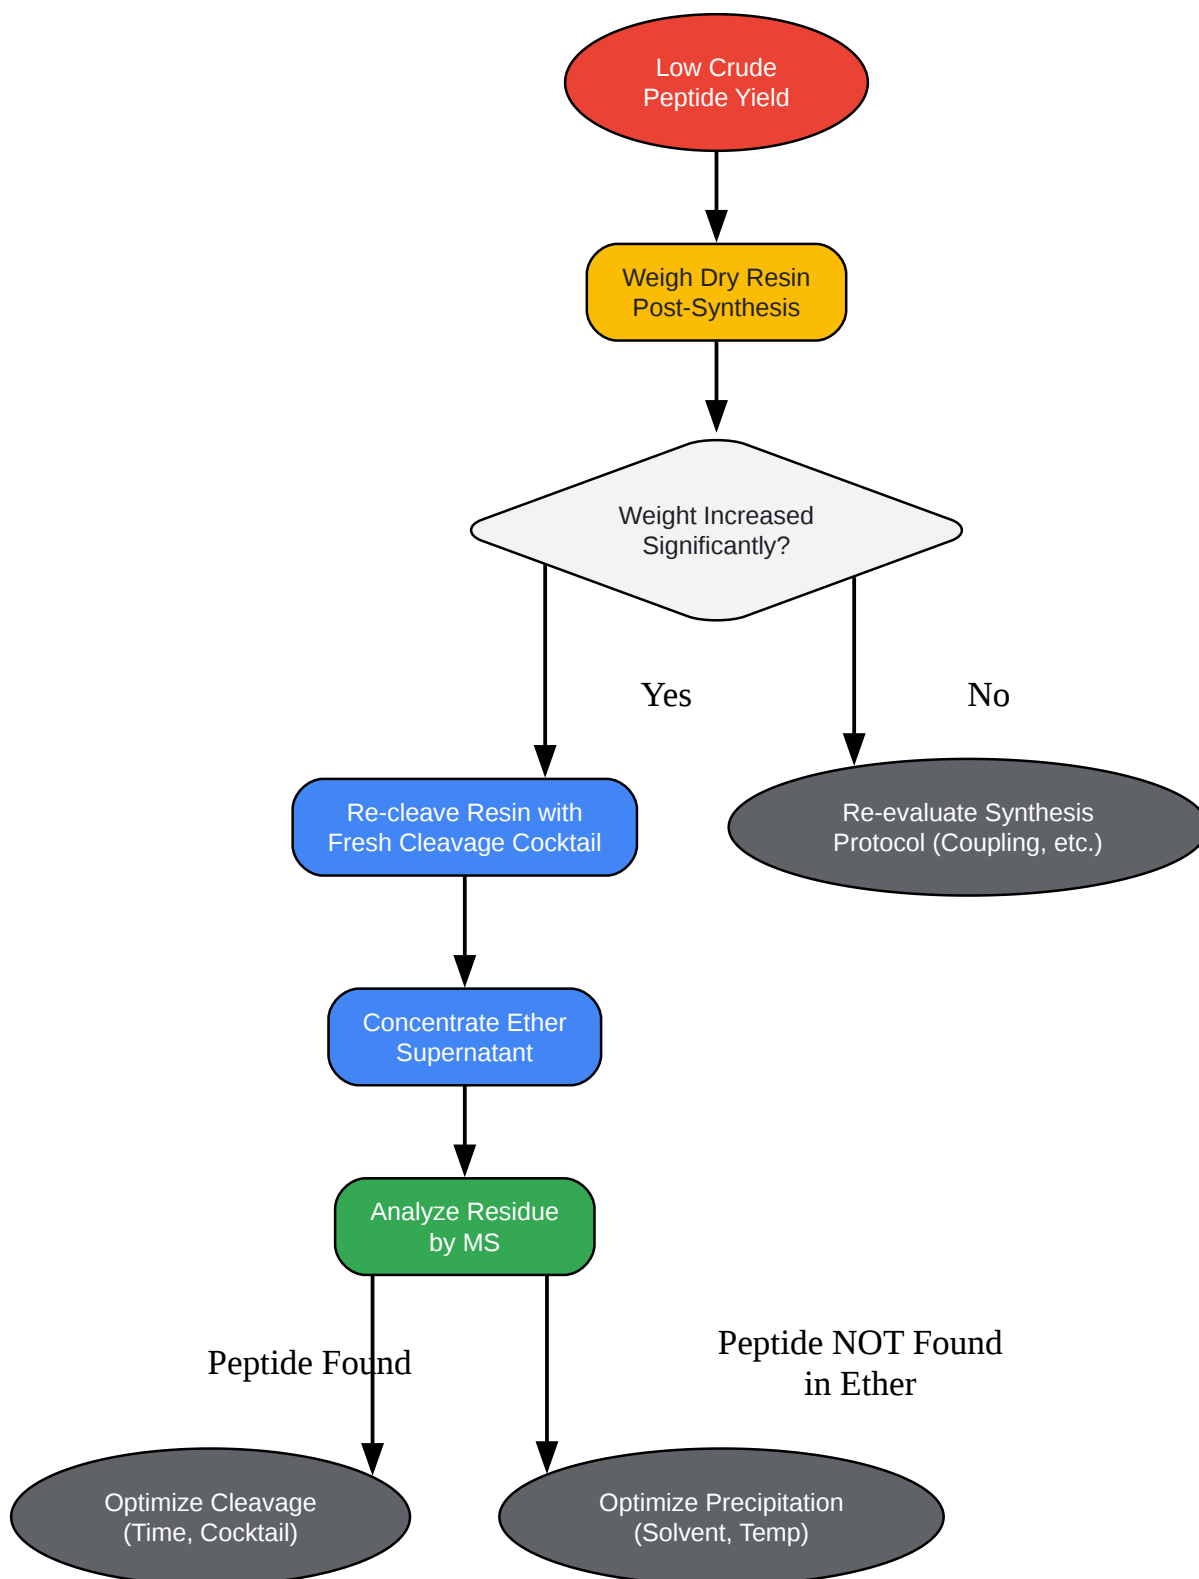 Low Crude
Peptide Yield
Weigh Dry Resin
Post-Synthesis
Weight Increased
Significantly?
Yes
No
Re-cleave Resin with
Fresh Cleavage Cocktail
Re-evaluate Synthesis
Protocol (Coupling, etc.)
Concentrate Ether
Supernatant
Analyze Residue
by MS
Peptide Found
Peptide NOT Found
in Ether
Optimize Cleavage
(Time, Cocktail)
Optimize Precipitation
(Solvent, Temp)